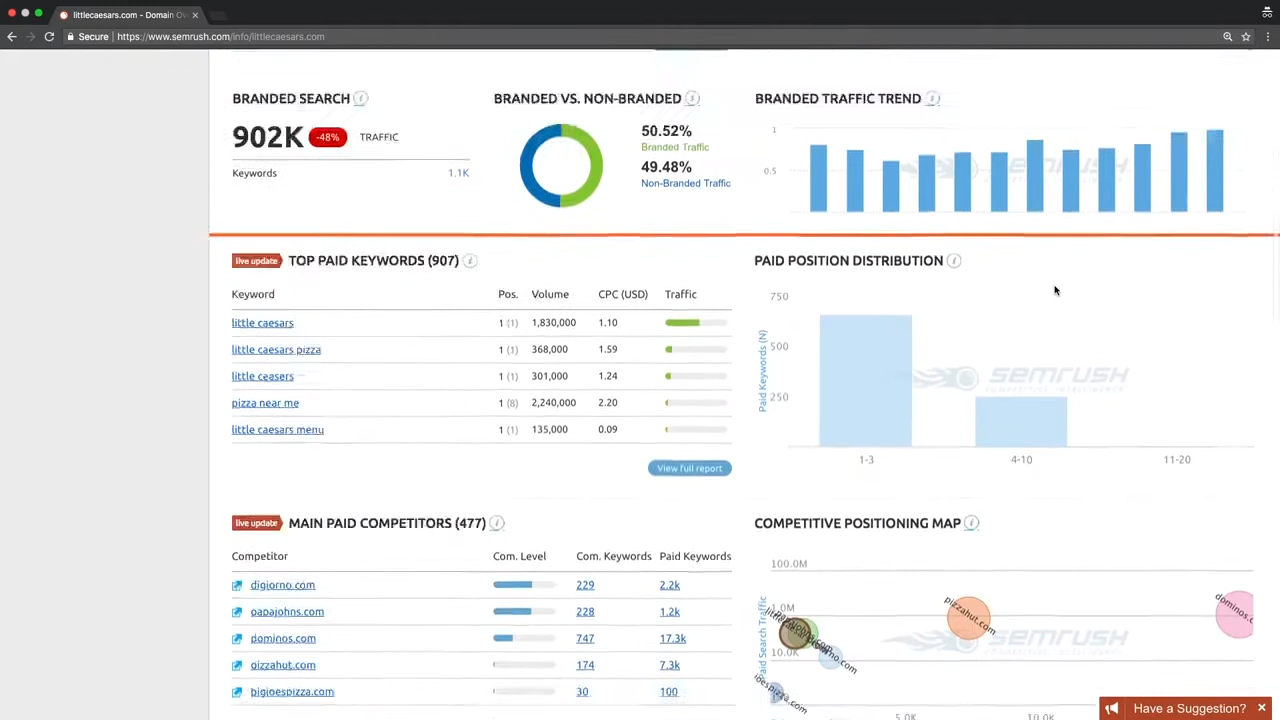 littlecaesars.com - Domain Ov
Secure | https://www.semrush.com/info/littlecaesars.com
BRANDED SEARCH i
902K -48% TRAFFIC
Keywords 1.1K
BRANDED VS. NON-BRANDED i
50.52%
Branded Traffic
49.48%
Non-Branded Traffic
BRANDED TRAFFIC TREND i
1
0.5
live update TOP PAID KEYWORDS (907) i
Keyword Pos. Volume CPC (USD) Traffic
little caesars 1 (1) 1,830,000 1.10
little caesars pizza 1 (1) 368,000 1.59
little ceasers 1 (1) 301,000 1.24
pizza near me 1 (8) 2,240,000 2.20
little caesars menu 1 (1) 135,000 0.09
View full report
PAID POSITION DISTRIBUTION i
750
500
250
Paid Keywords (N)
semrush
1-3 4-10 11-20
live update MAIN PAID COMPETITORS (477) i
Competitor Com. Level Com. Keywords Paid Keywords
digiorno.com 229 2.2k
papajohns.com 228 1.2k
dominos.com 747 17.3k
pizzahut.com 174 7.3k
bigjoespizza.com 30 100
COMPETITIVE POSITIONING MAP i
100.0M
1.0M
10.0K
Paid Search Traffic
pizzahut.com
dominos.c
semrush
5.0K 10.0K
Have a Suggestion? ×